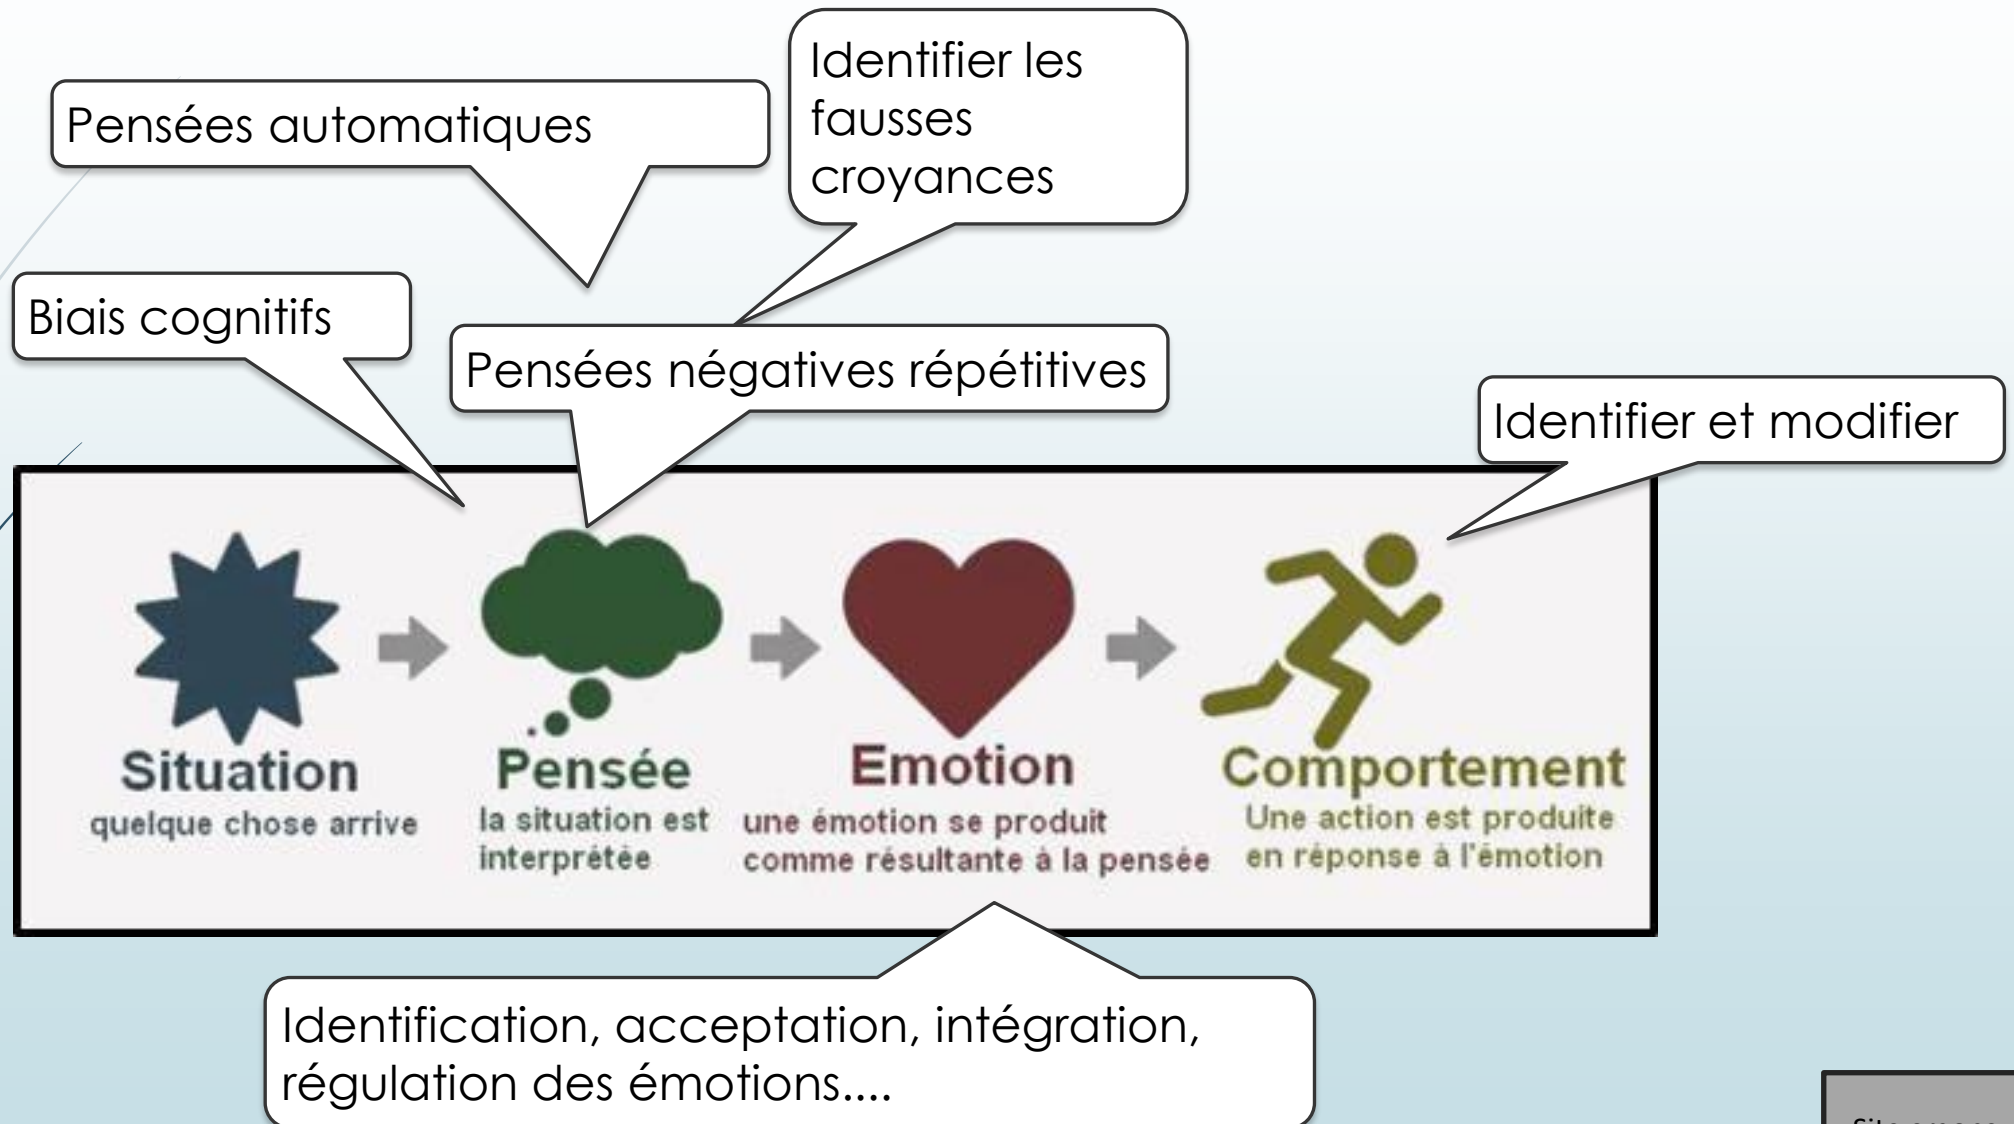 Identifier les
fausses
croyances
Pensées automatiques
Biais cognitifs
Pensées négatives répétitives
Identifier et modifier
Situation
quelque chose arrive
Pensée
la situation est
interprétée
Emotion
une émotion se produit
comme résultante à la pensée
Comportement
Une action est produite
en réponse à l'émotion
Identification, acceptation, intégration,
régulation des émotions....